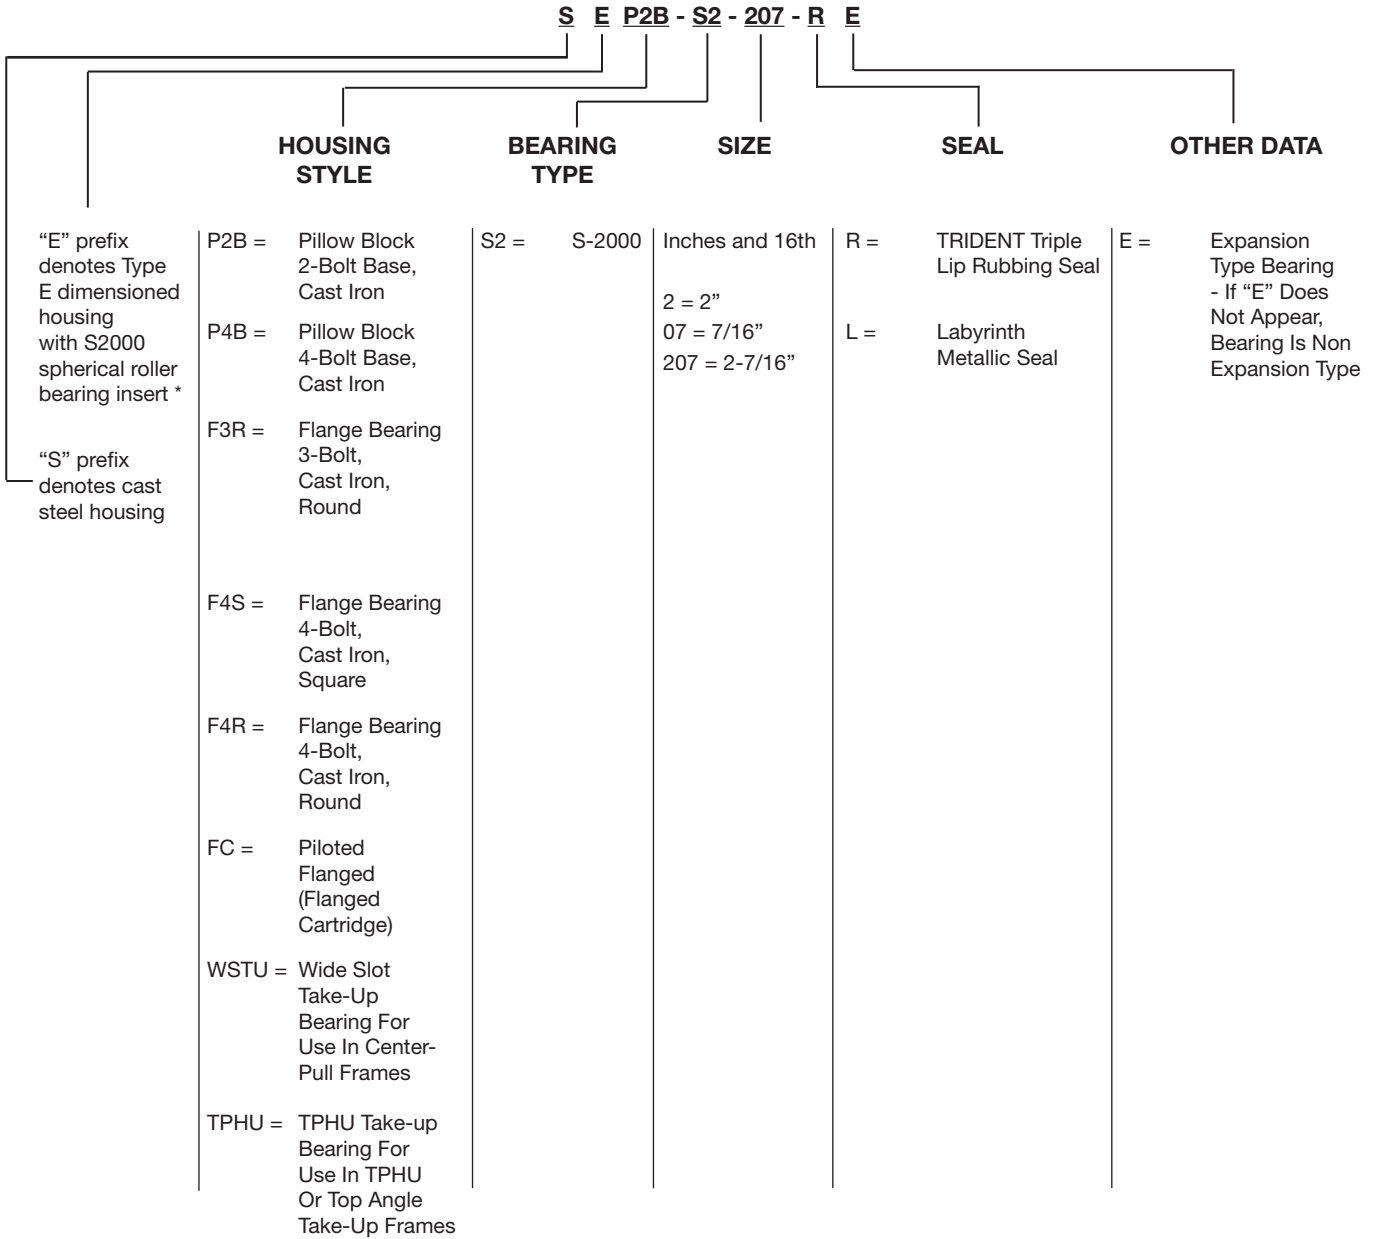 S E P2B - S2 - 207 - R E
HOUSING
STYLE
BEARING
TYPE
SIZE
SEAL
OTHER DATA
“E” prefix
denotes Type
E dimensioned
housing
with S2000
spherical roller
bearing insert *
“S” prefix
denotes cast
steel housing
P2B = Pillow Block
2-Bolt Base,
Cast Iron
P4B = Pillow Block
4-Bolt Base,
Cast Iron
F3R = Flange Bearing
3-Bolt,
Cast Iron,
Round
F4S = Flange Bearing
4-Bolt,
Cast Iron,
Square
F4R = Flange Bearing
4-Bolt,
Cast Iron,
Round
FC = Piloted
Flanged
(Flanged
Cartridge)
WSTU = Wide Slot
Take-Up
Bearing For
Use In Center-
Pull Frames
TPHU = TPHU Take-up
Bearing For
Use In TPHU
Or Top Angle
Take-Up Frames
S2 = S-2000
Inches and 16th
2 = 2”
07 = 7/16”
207 = 2-7/16”
R = TRIDENT Triple
Lip Rubbing Seal
L = Labyrinth
Metallic Seal
E = Expansion
Type Bearing
- If “E” Does
Not Appear,
Bearing Is Non
Expansion Type